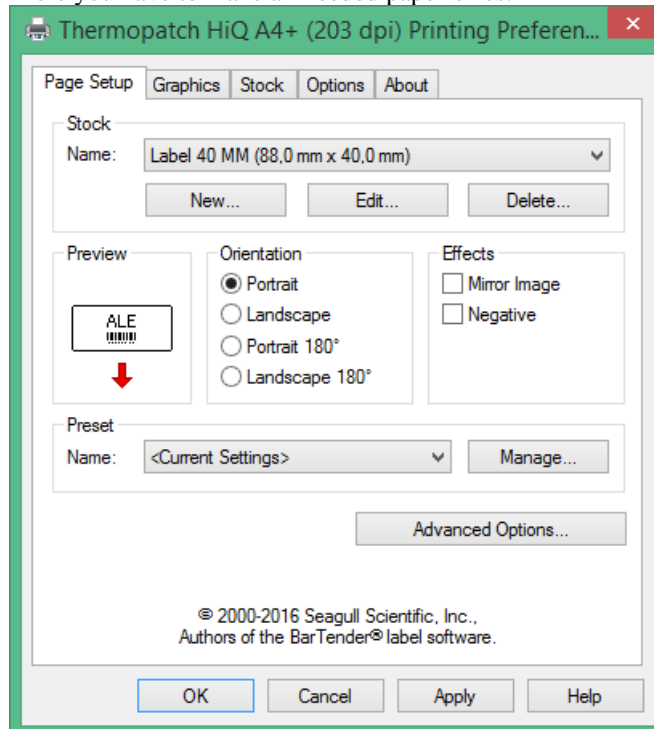 Thermopatch HiQ A4+ (203 dpi) Printing Preferen...
Page Setup Graphics Stock Options About
Stock
Name: Label 40 MM (88,0 mm x 40,0 mm)
New... Edit... Delete...
Preview
ALE
Orientation
Portrait
Landscape
Portrait 180°
Landscape 180°
Effects
Mirror Image
Negative
Preset
Name: <Current Settings> Manage...
Advanced Options...
© 2000-2016 Seagull Scientific, Inc.,
Authors of the BarTender® label software.
OK Cancel Apply Help